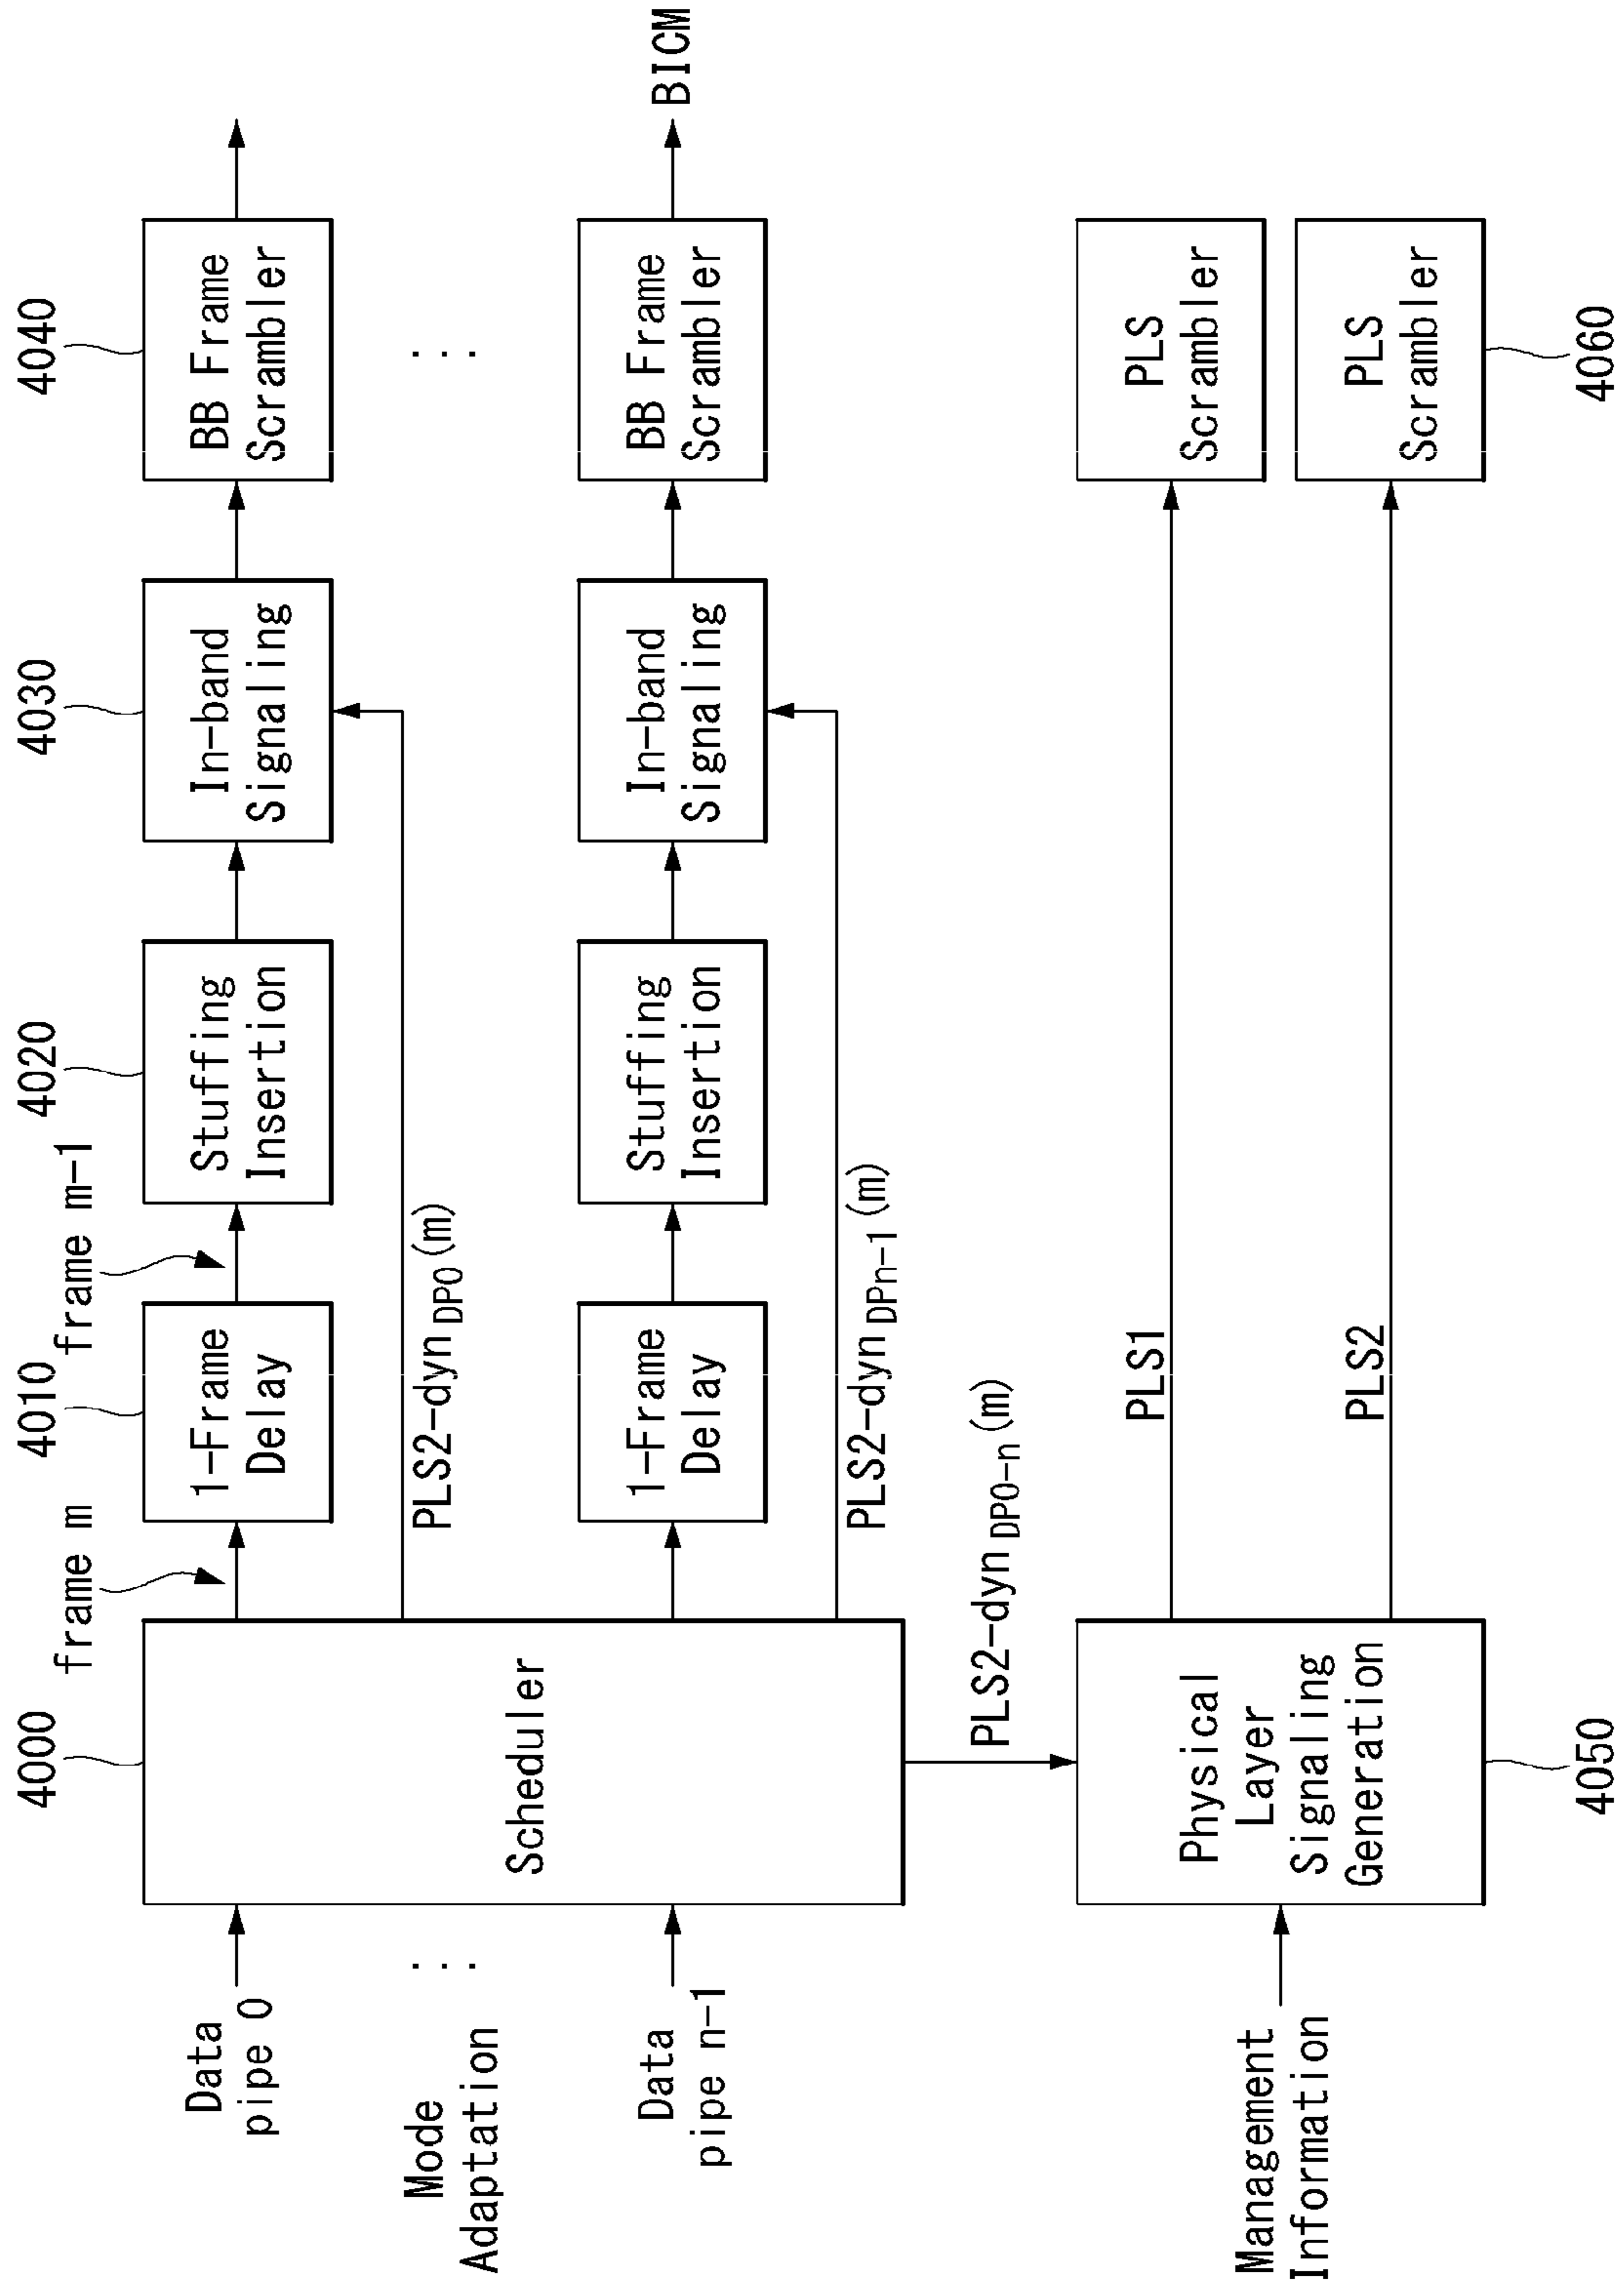 4000
4010
4020
4030
4040
frame m
frame m-1
Data
pipe 0
1-Frame
Delay
Stuffing
Insertion
In-band
Signaling
BB Frame
Scrambler
PLS2-dyn DP0 (m)
Mode
Adaptation
...
Scheduler
...
Data
pipe n-1
1-Frame
Delay
Stuffing
Insertion
In-band
Signaling
BB Frame
Scrambler
BICM
PLS2-dyn DPn-1 (m)
PLS2-dyn DP0-n (m)
Management
Information
Physical
Layer
Signaling
Generation
PLS1
PLS
Scrambler
PLS2
PLS
Scrambler
4050
4060